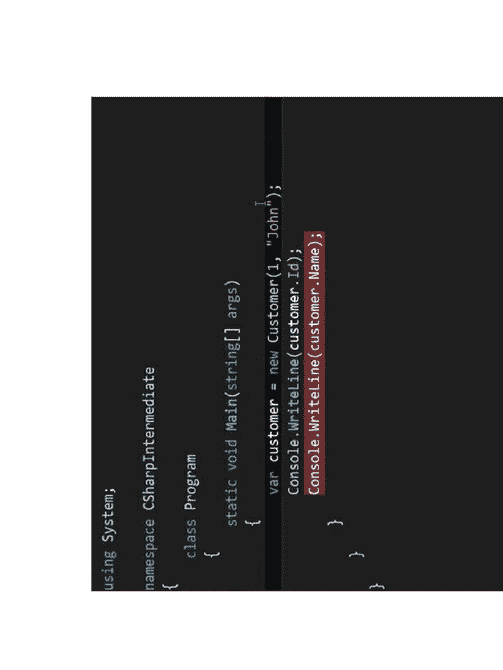 using System;
namespace CSharpIntermediate
{
class Program
{
static void Main(string[] args)
{
var customer = new Customer(1, "John");
Console.WriteLine(customer.Id);
Console.WriteLine(customer.Name);
}
}
}